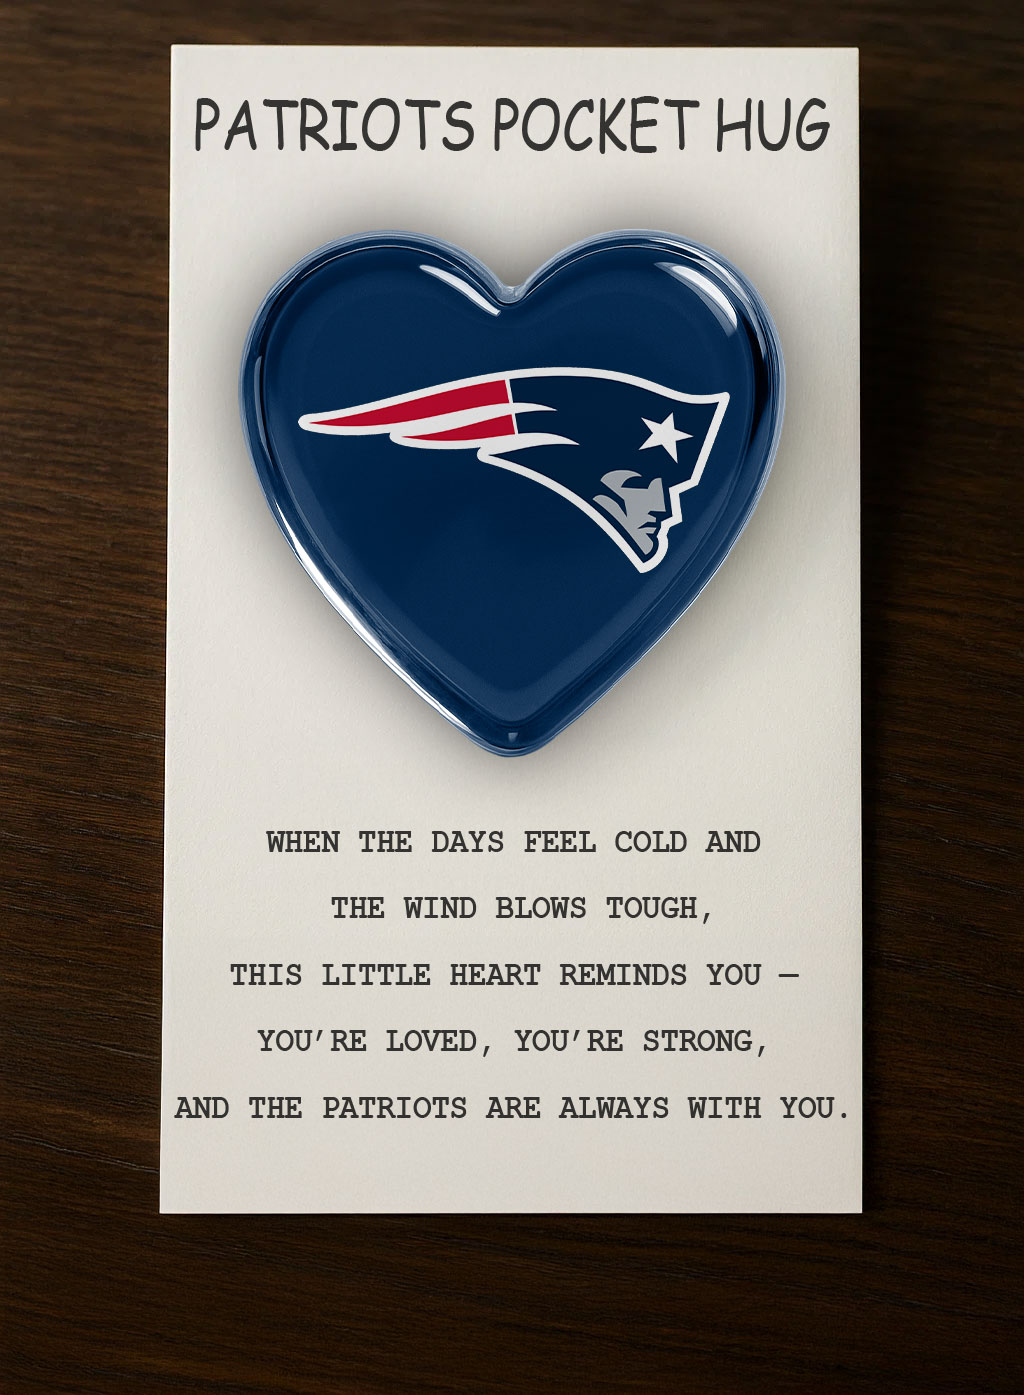 PATRIOTS POCKET HUG
WHEN THE DAYS FEEL COLD AND
THE WIND BLOWS TOUGH,
THIS LITTLE HEART REMINDS YOU —
YOU’RE LOVED, YOU’RE STRONG,
AND THE PATRIOTS ARE ALWAYS WITH YOU.